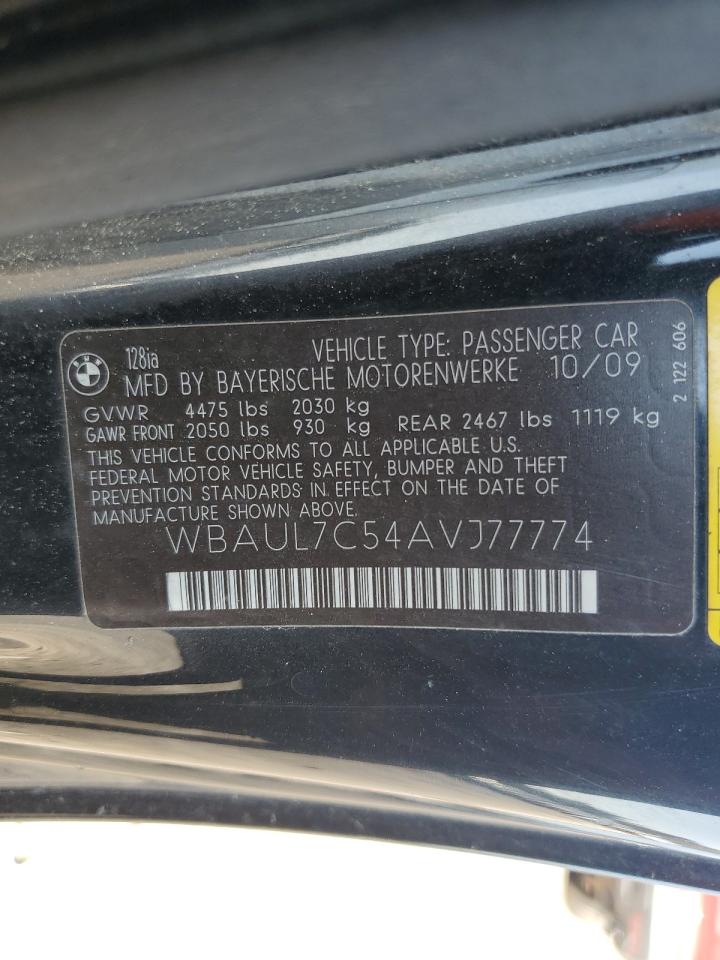 BMW
128ia
VEHICLE TYPE: PASSENGER CAR
MFD BY BAYERISCHE MOTORENWERKE 10/09
GVWR 4475 lbs 2030 kg
GAWR FRONT 2050 lbs 930 kg REAR 2467 lbs 1119 kg
THIS VEHICLE CONFORMS TO ALL APPLICABLE U.S.
FEDERAL MOTOR VEHICLE SAFETY, BUMPER AND THEFT
PREVENTION STANDARDS IN EFFECT ON THE DATE OF
MANUFACTURE SHOWN ABOVE.
WBAUL7C54AVJ77774
2 122 606